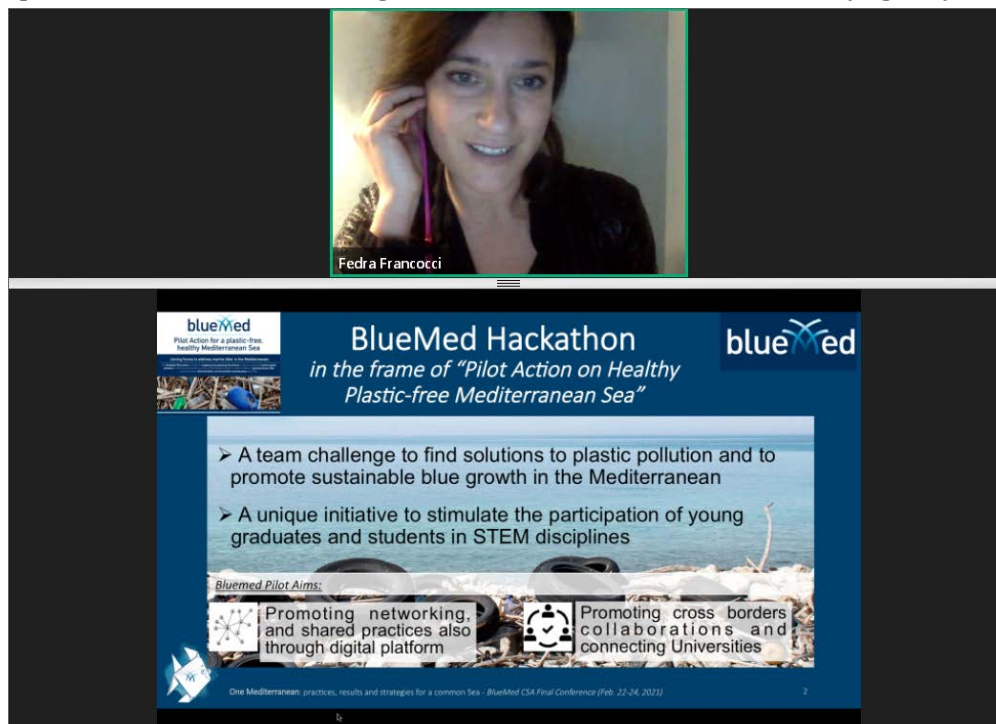 Fedra Francocci
bluemed
Pilot Action for a plastic-free,
healthy Mediterranean Sea
BlueMed Hackathon
in the frame of “Pilot Action on Healthy
Plastic-free Mediterranean Sea”
bluemed
➢ A team challenge to find solutions to plastic pollution and to
promote sustainable blue growth in the Mediterranean
➢ A unique initiative to stimulate the participation of young
graduates and students in STEM disciplines
Bluemed Pilot Aims:
Promoting networking,
and shared practices also
through digital platform
Promoting cross borders
collaborations and
connecting Universities
One Mediterranean: practices, results and strategies for a common Sea - BlueMed CSA Final Conference (Feb. 22-24, 2021)
2